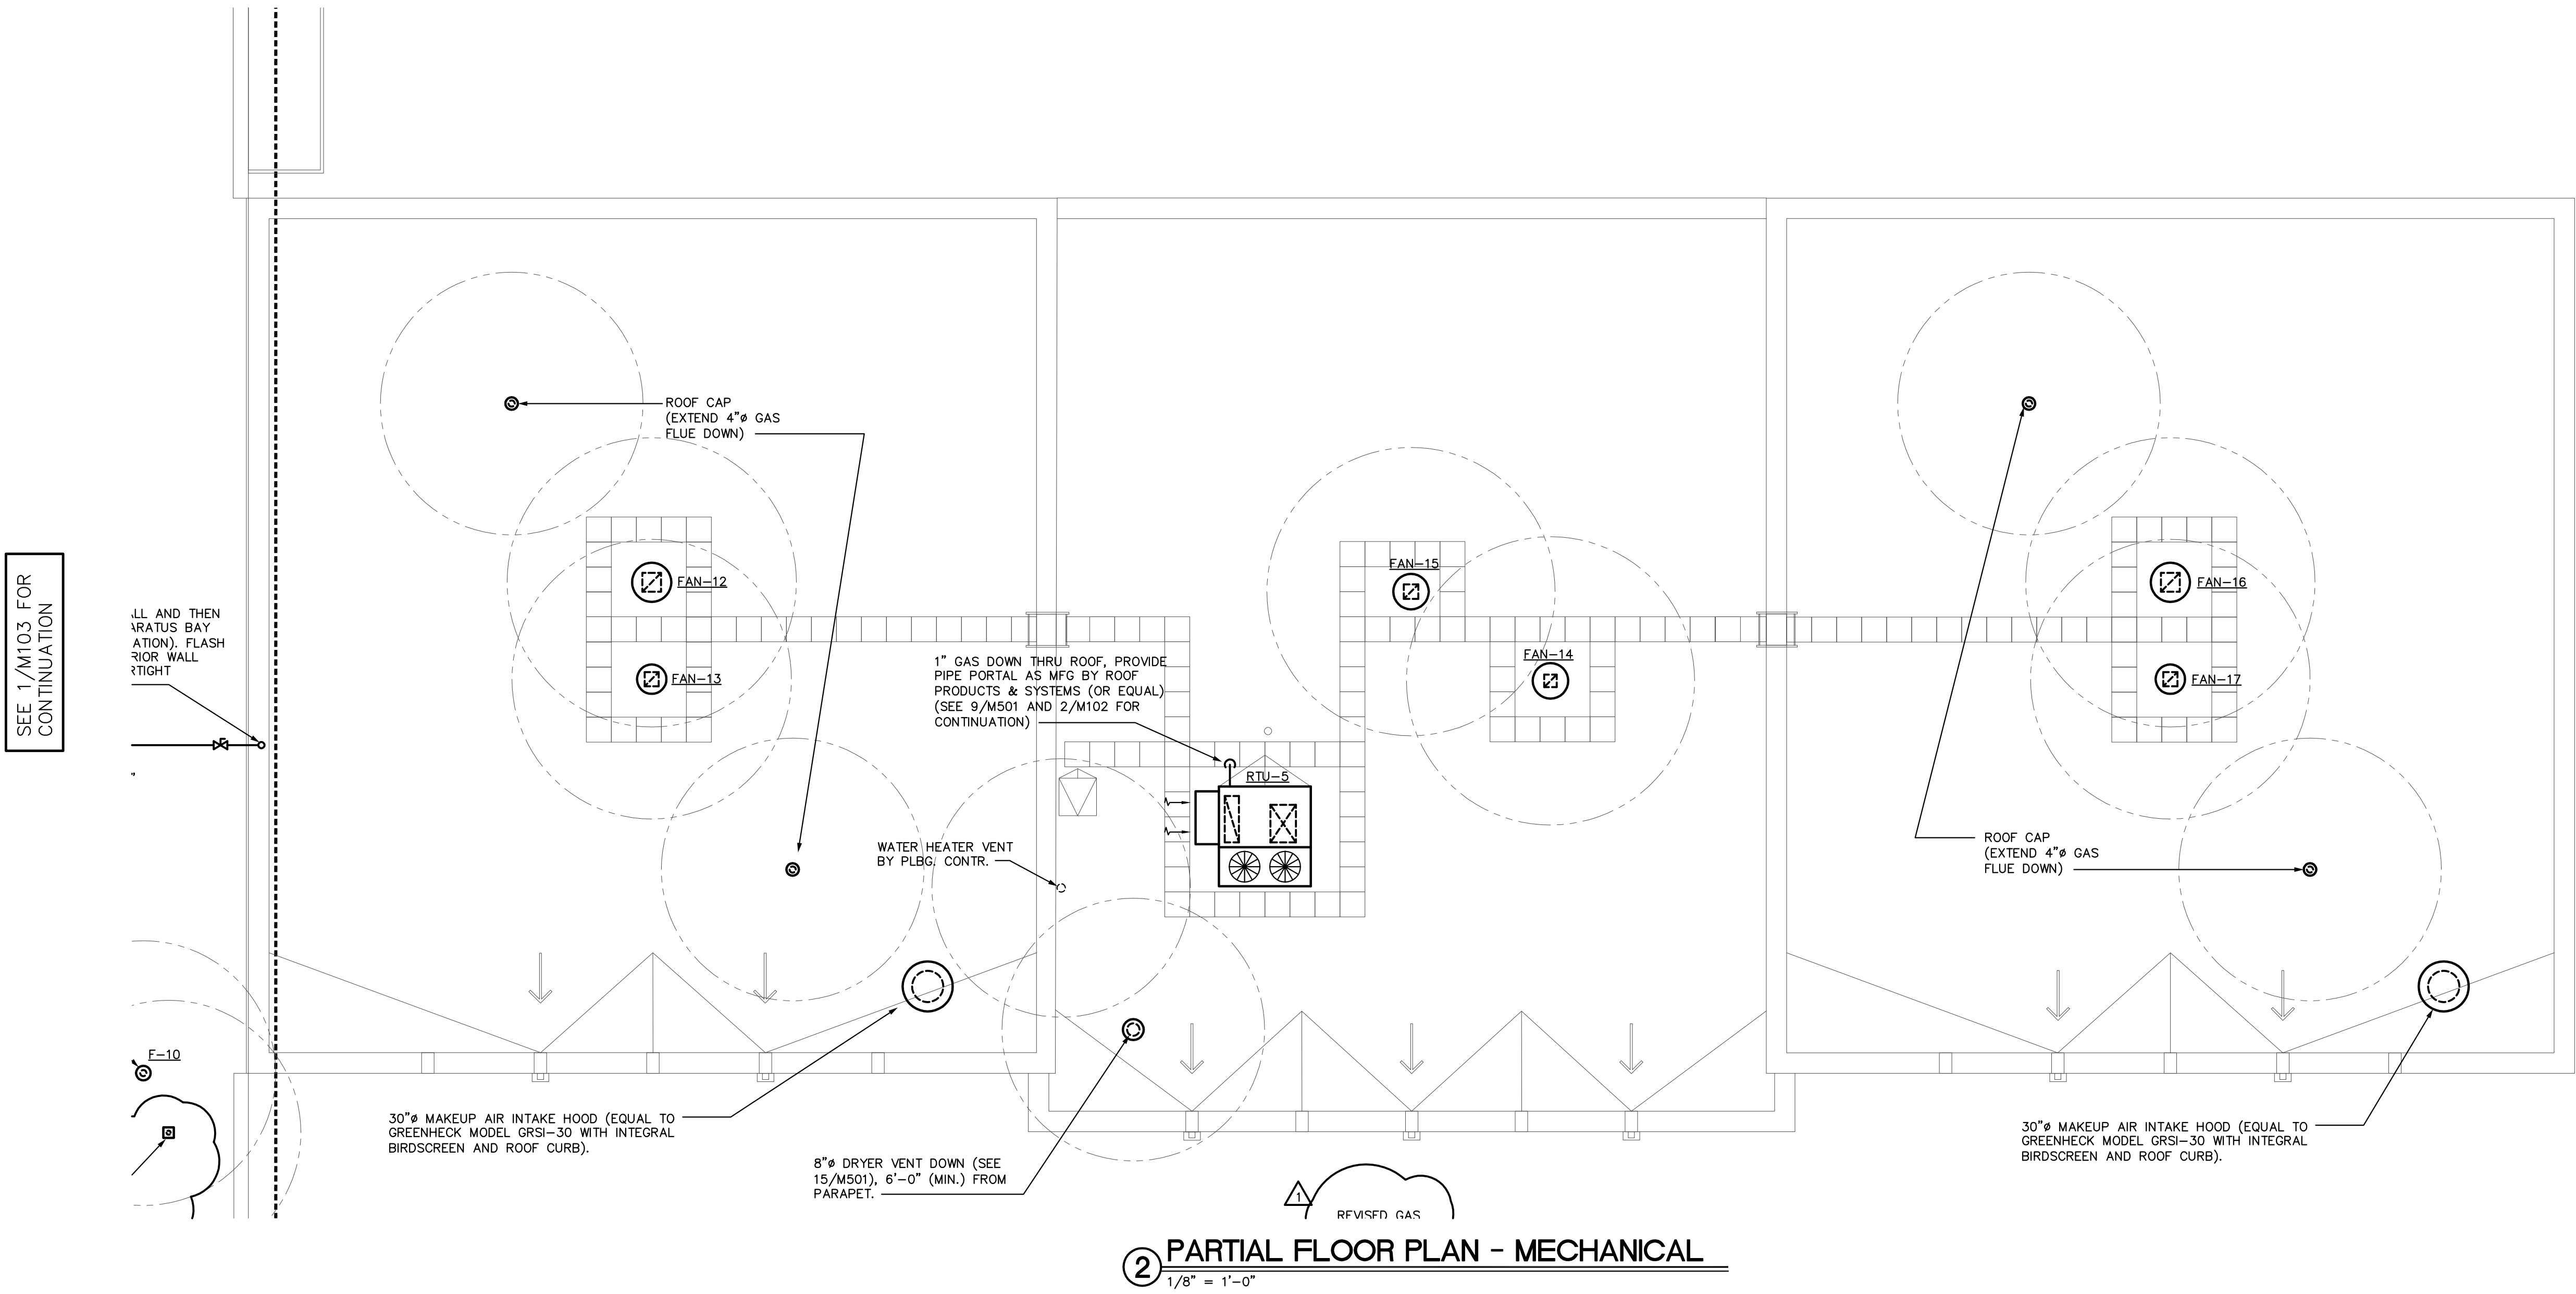 SEE 1/M103 FOR
CONTINUATION
ALL AND THEN
ARATUS BAY
ATION). FLASH
RIOR WALL
RTIGHT
F-10
ROOF CAP
(EXTEND 4"ø GAS
FLUE DOWN)
FAN-12
FAN-13
1" GAS DOWN THRU ROOF, PROVIDE
PIPE PORTAL AS MFG BY ROOF
PRODUCTS & SYSTEMS (OR EQUAL)
(SEE 9/M501 AND 2/M102 FOR
CONTINUATION)
FAN-15
FAN-14
RTU-5
WATER HEATER VENT
BY PLBG. CONTR.
FAN-16
FAN-17
ROOF CAP
(EXTEND 4"ø GAS
FLUE DOWN)
30"ø MAKEUP AIR INTAKE HOOD (EQUAL TO
GREENHECK MODEL GRSI-30 WITH INTEGRAL
BIRDSCREEN AND ROOF CURB).
8"ø DRYER VENT DOWN (SEE
15/M501), 6'-0" (MIN.) FROM
PARAPET.
30"ø MAKEUP AIR INTAKE HOOD (EQUAL TO
GREENHECK MODEL GRSI-30 WITH INTEGRAL
BIRDSCREEN AND ROOF CURB).
1
REVISED GAS
2 PARTIAL FLOOR PLAN - MECHANICAL
1/8" = 1'-0"